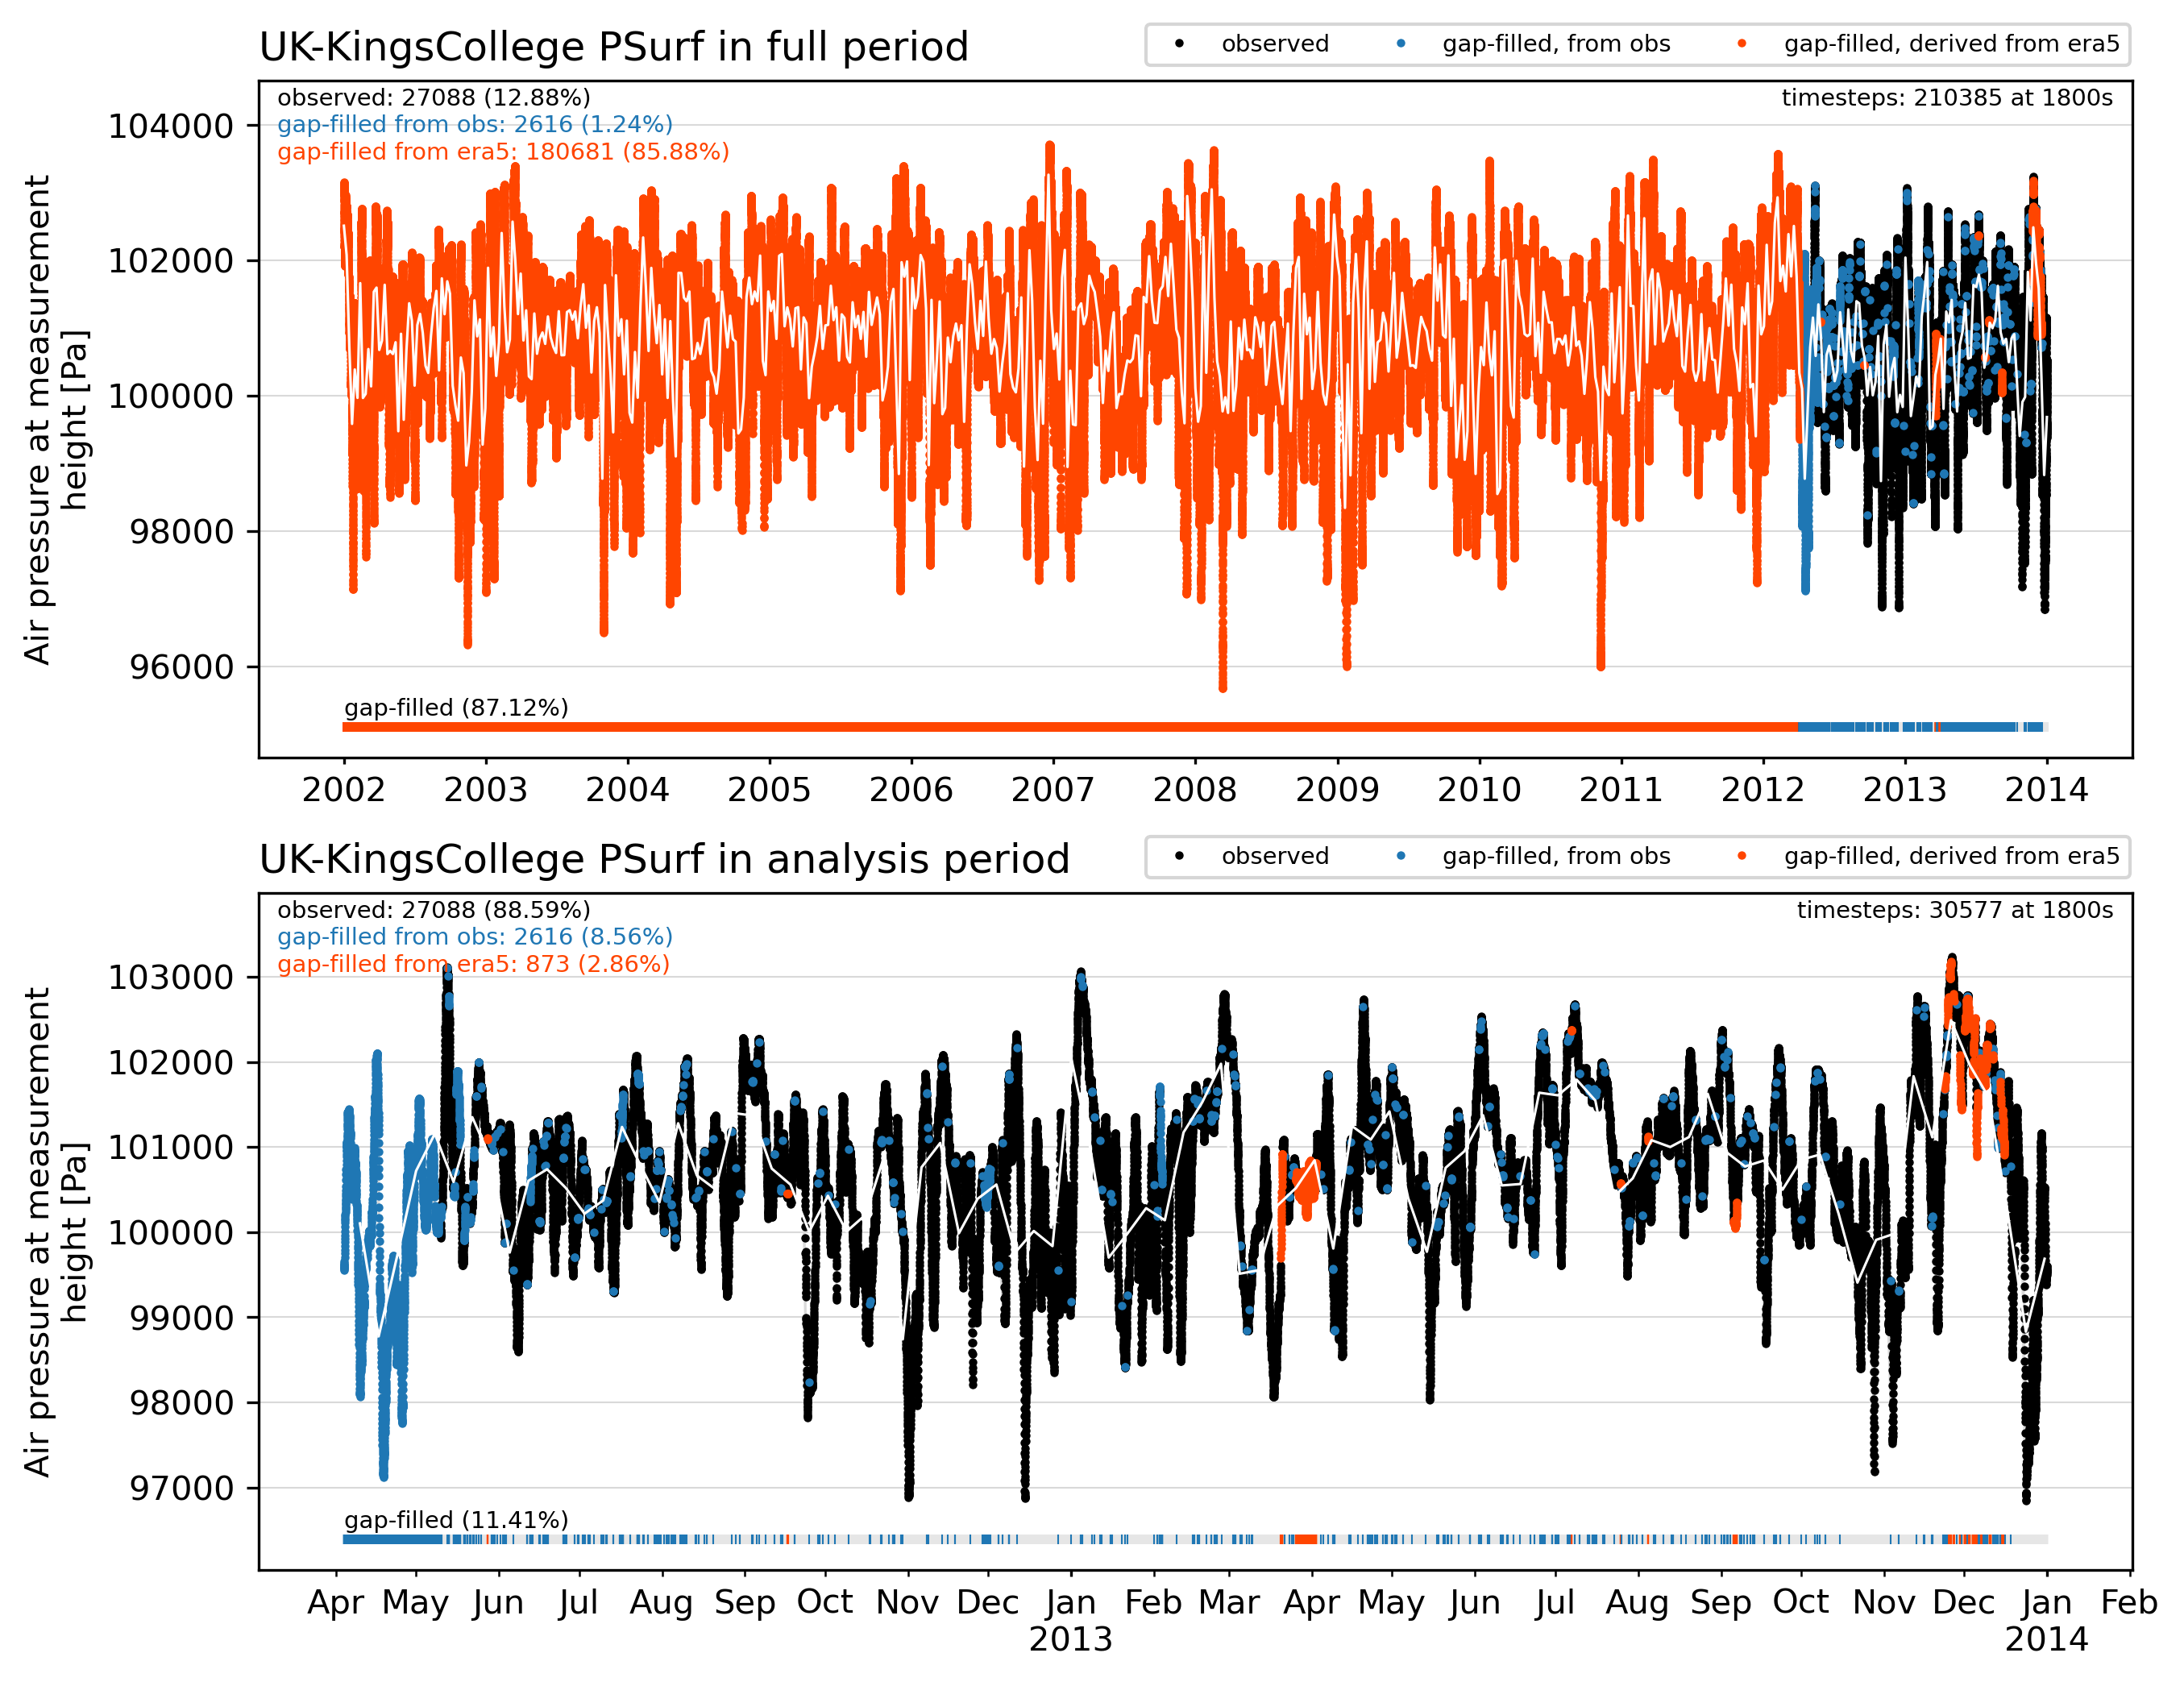 UK-KingsCollege PSurf in full period
observed
gap-filled, from obs
gap-filled, derived from era5
observed: 27088 (12.88%)
gap-filled from obs: 2616 (1.24%)
gap-filled from era5: 180681 (85.88%)
timesteps: 210385 at 1800s
Air pressure at measurement
height [Pa]
104000
102000
100000
98000
96000
gap-filled (87.12%)
2002 2003 2004 2005 2006 2007 2008 2009 2010 2011 2012 2013 2014
UK-KingsCollege PSurf in analysis period
observed
gap-filled, from obs
gap-filled, derived from era5
observed: 27088 (88.59%)
gap-filled from obs: 2616 (8.56%)
gap-filled from era5: 873 (2.86%)
timesteps: 30577 at 1800s
Air pressure at measurement
height [Pa]
103000
102000
101000
100000
99000
98000
97000
gap-filled (11.41%)
Apr May Jun Jul Aug Sep Oct Nov Dec Jan Feb Mar Apr May Jun Jul Aug Sep Oct Nov Dec Jan Feb
2013 2014